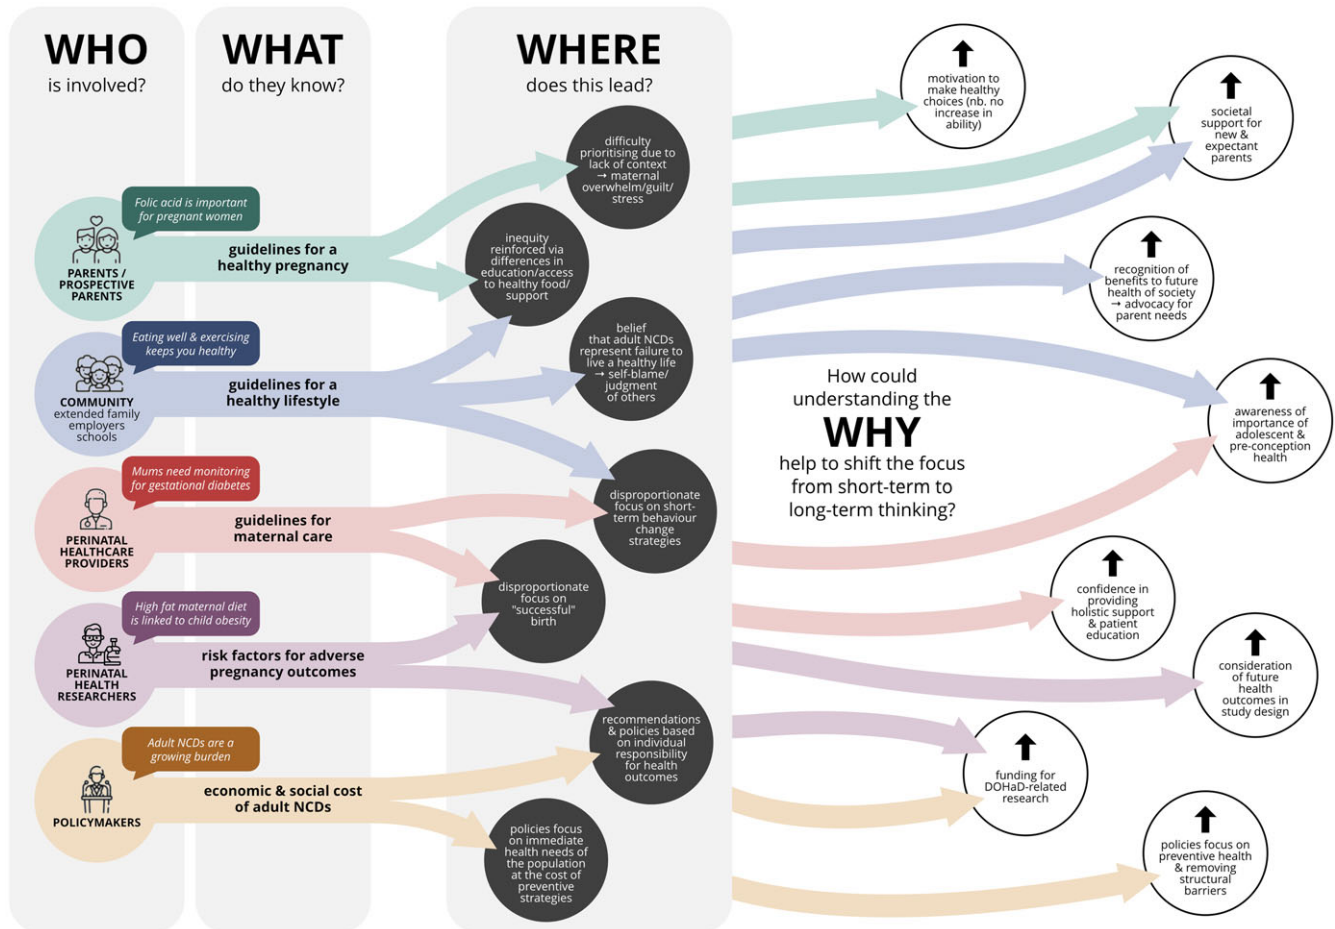 WHO
is involved?
WHAT
do they know?
WHERE
does this lead?
Folic acid is important
for pregnant women
PARENTS /
PROSPECTIVE
PARENTS
guidelines for a
healthy pregnancy
Eating well & exercising
keeps you healthy
COMMUNITY
extended family
employers
schools
guidelines for a
healthy lifestyle
Mums need monitoring
for gestational diabetes
PERINATAL
HEALTHCARE
PROVIDERS
guidelines for
maternal care
High fat maternal diet
is linked to child obesity
PERINATAL
HEALTH
RESEARCHERS
risk factors for adverse
pregnancy outcomes
Adult NCDs are a
growing burden
POLICYMAKERS
economic & social cost
of adult NCDs
difficulty
prioritising due to
lack of context
→ maternal
overwhelm/guilt/
stress
inequity
reinforced via
differences in
education/access
to healthy food/
support
belief
that adult NCDs
represent failure to
live a healthy life
→ self-blame/
judgment
of others
disproportionate
focus on short-
term behaviour
change
strategies
disproportionate
focus on
"successful"
birth
recommendations
& policies based
on individual
responsibility
for health
outcomes
policies focus
on immediate
health needs of
the population
at the cost of
preventive
strategies
How could
understanding the
WHY
help to shift the focus
from short-term to
long-term thinking?
motivation to
make healthy
choices (nb. no
increase in
ability)
societal
support for
new &
expectant
parents
recognition of
benefits to future
health of society
→ advocacy for
parent needs
awareness of
importance of
adolescent &
pre-conception
health
confidence in
providing
holistic support
& patient
education
consideration
of future
health
outcomes in
study design
funding for
DOHaD-related
research
policies focus on
preventive health
& removing
structural
barriers